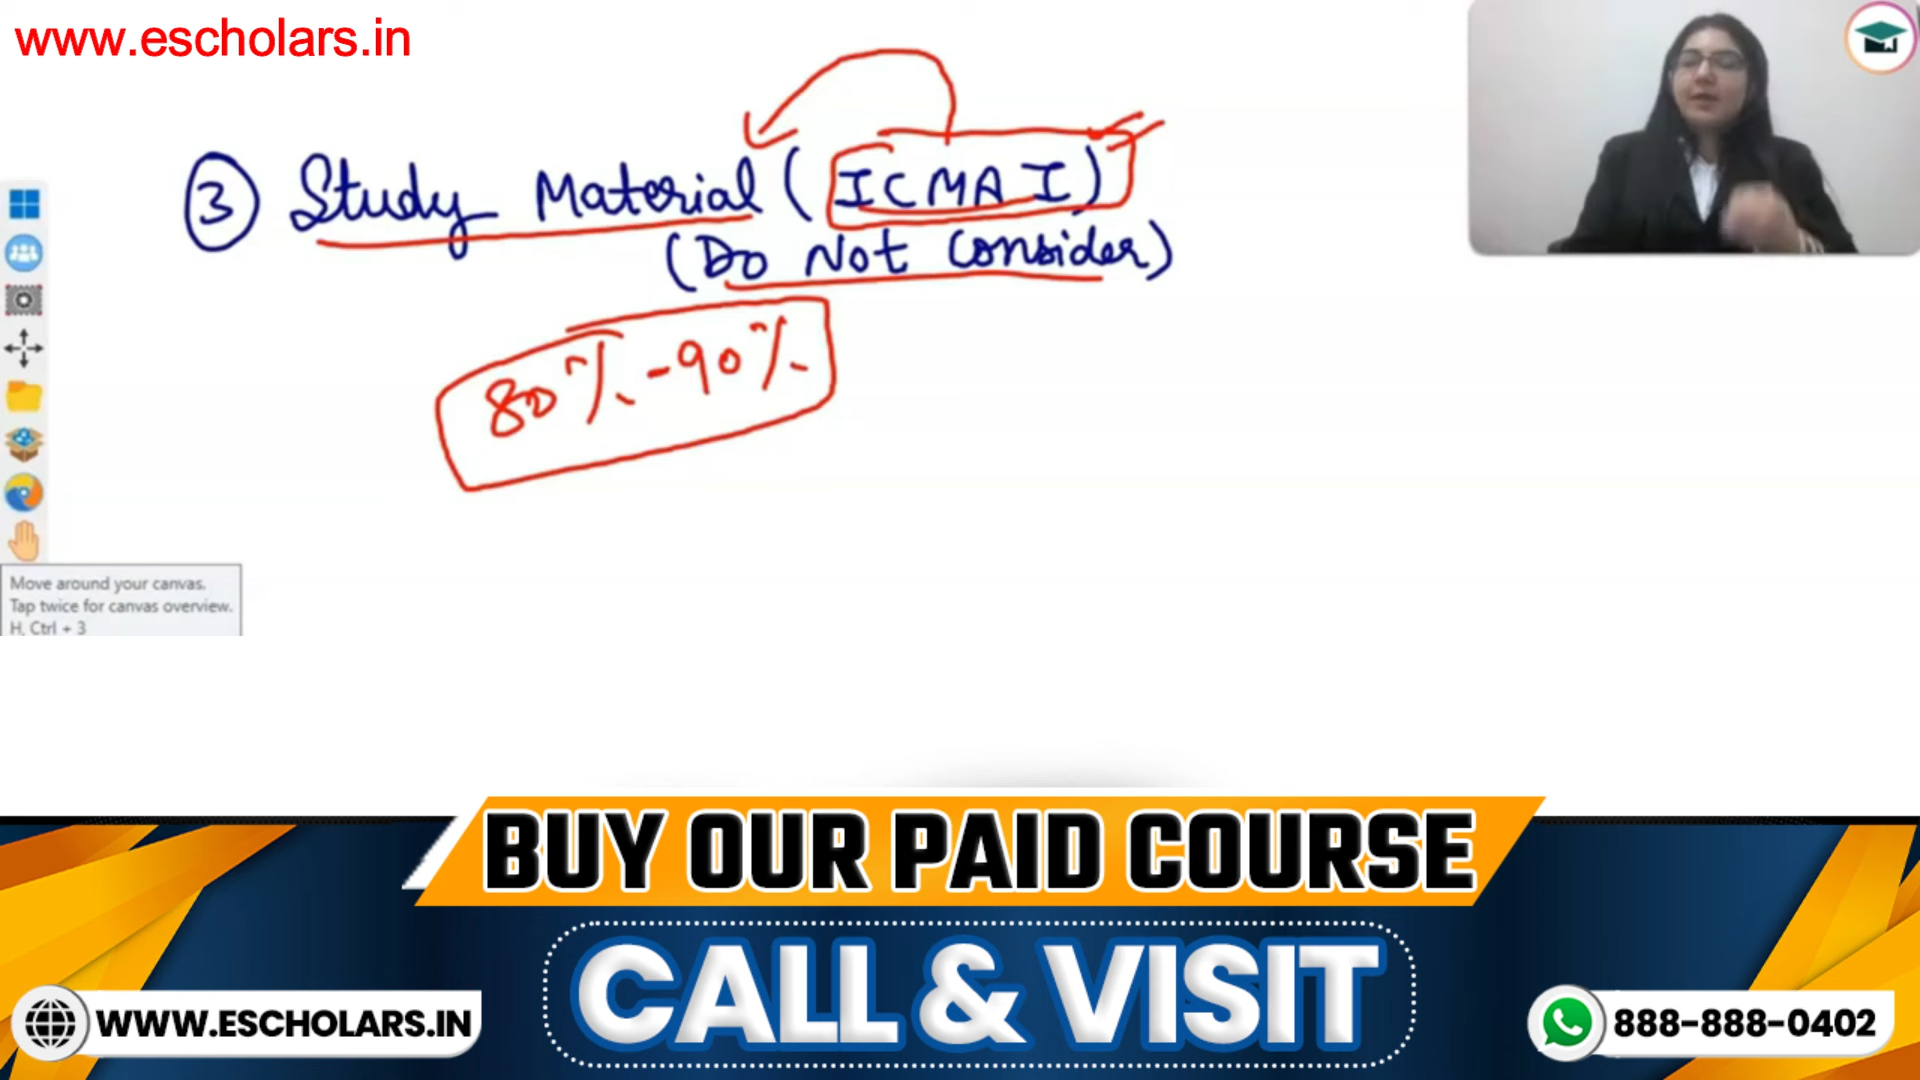 www.escholars.in
③ Study Material (ICMAI)
(Do Not Consider)
80% - 90%
Move around your canvas.
Tap twice for canvas overview.
H, Ctrl + 3
BUY OUR PAID COURSE
CALL & VISIT
WWW.ESCHOLARS.IN
888-888-0402